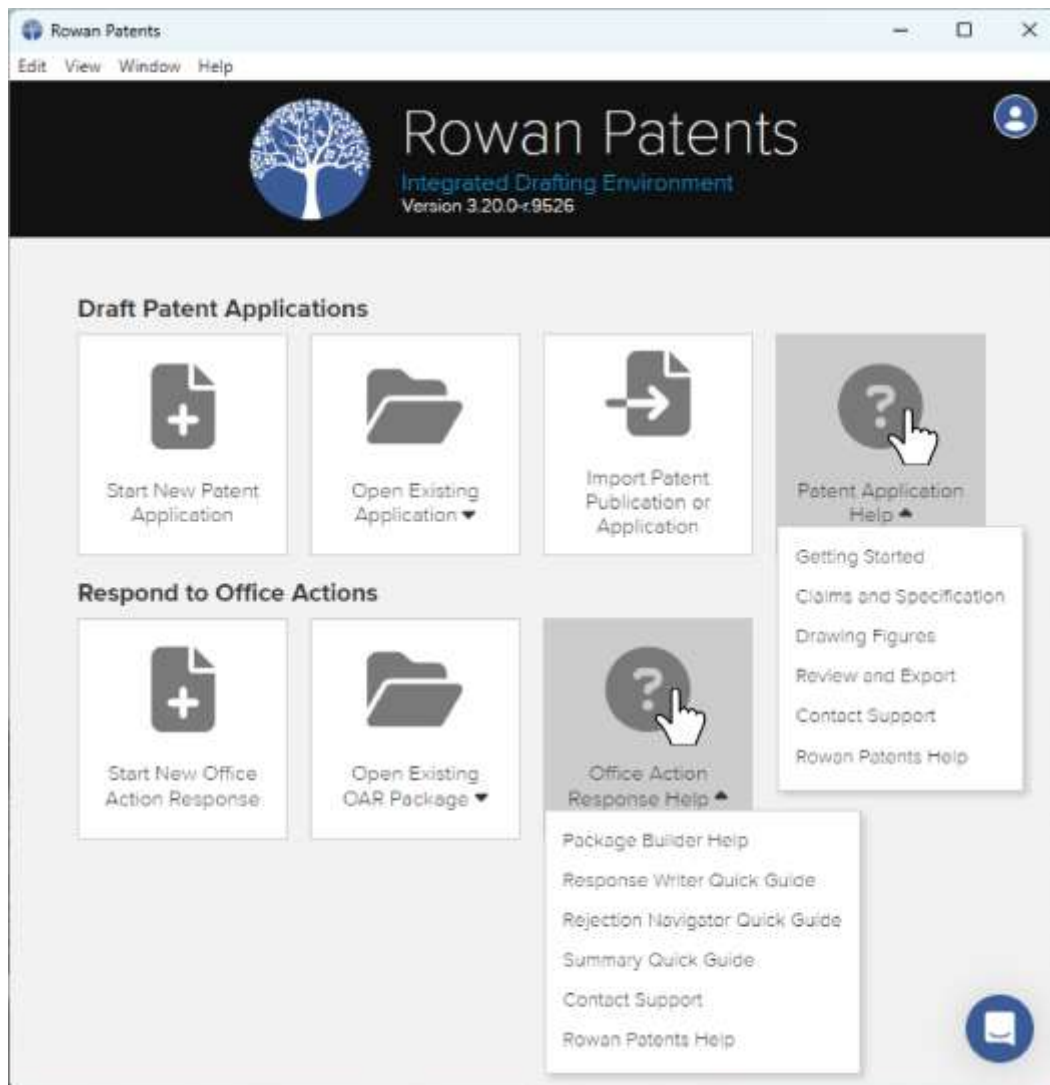 Rowan Patents
Edit View Window Help
Rowan Patents
Integrated Drafting Environment
Version 3.20.0-r.9526
Draft Patent Applications
Start New Patent
Application
Open Existing
Application
Import Patent
Publication or
Application
Patent Application
Help
Getting Started
Claims and Specification
Drawing Figures
Review and Export
Contact Support
Rowan Patents Help
Respond to Office Actions
Start New Office
Action Response
Open Existing
OAR Package
Office Action
Response Help
Package Builder Help
Response Writer Quick Guide
Rejection Navigator Quick Guide
Summary Quick Guide
Contact Support
Rowan Patents Help